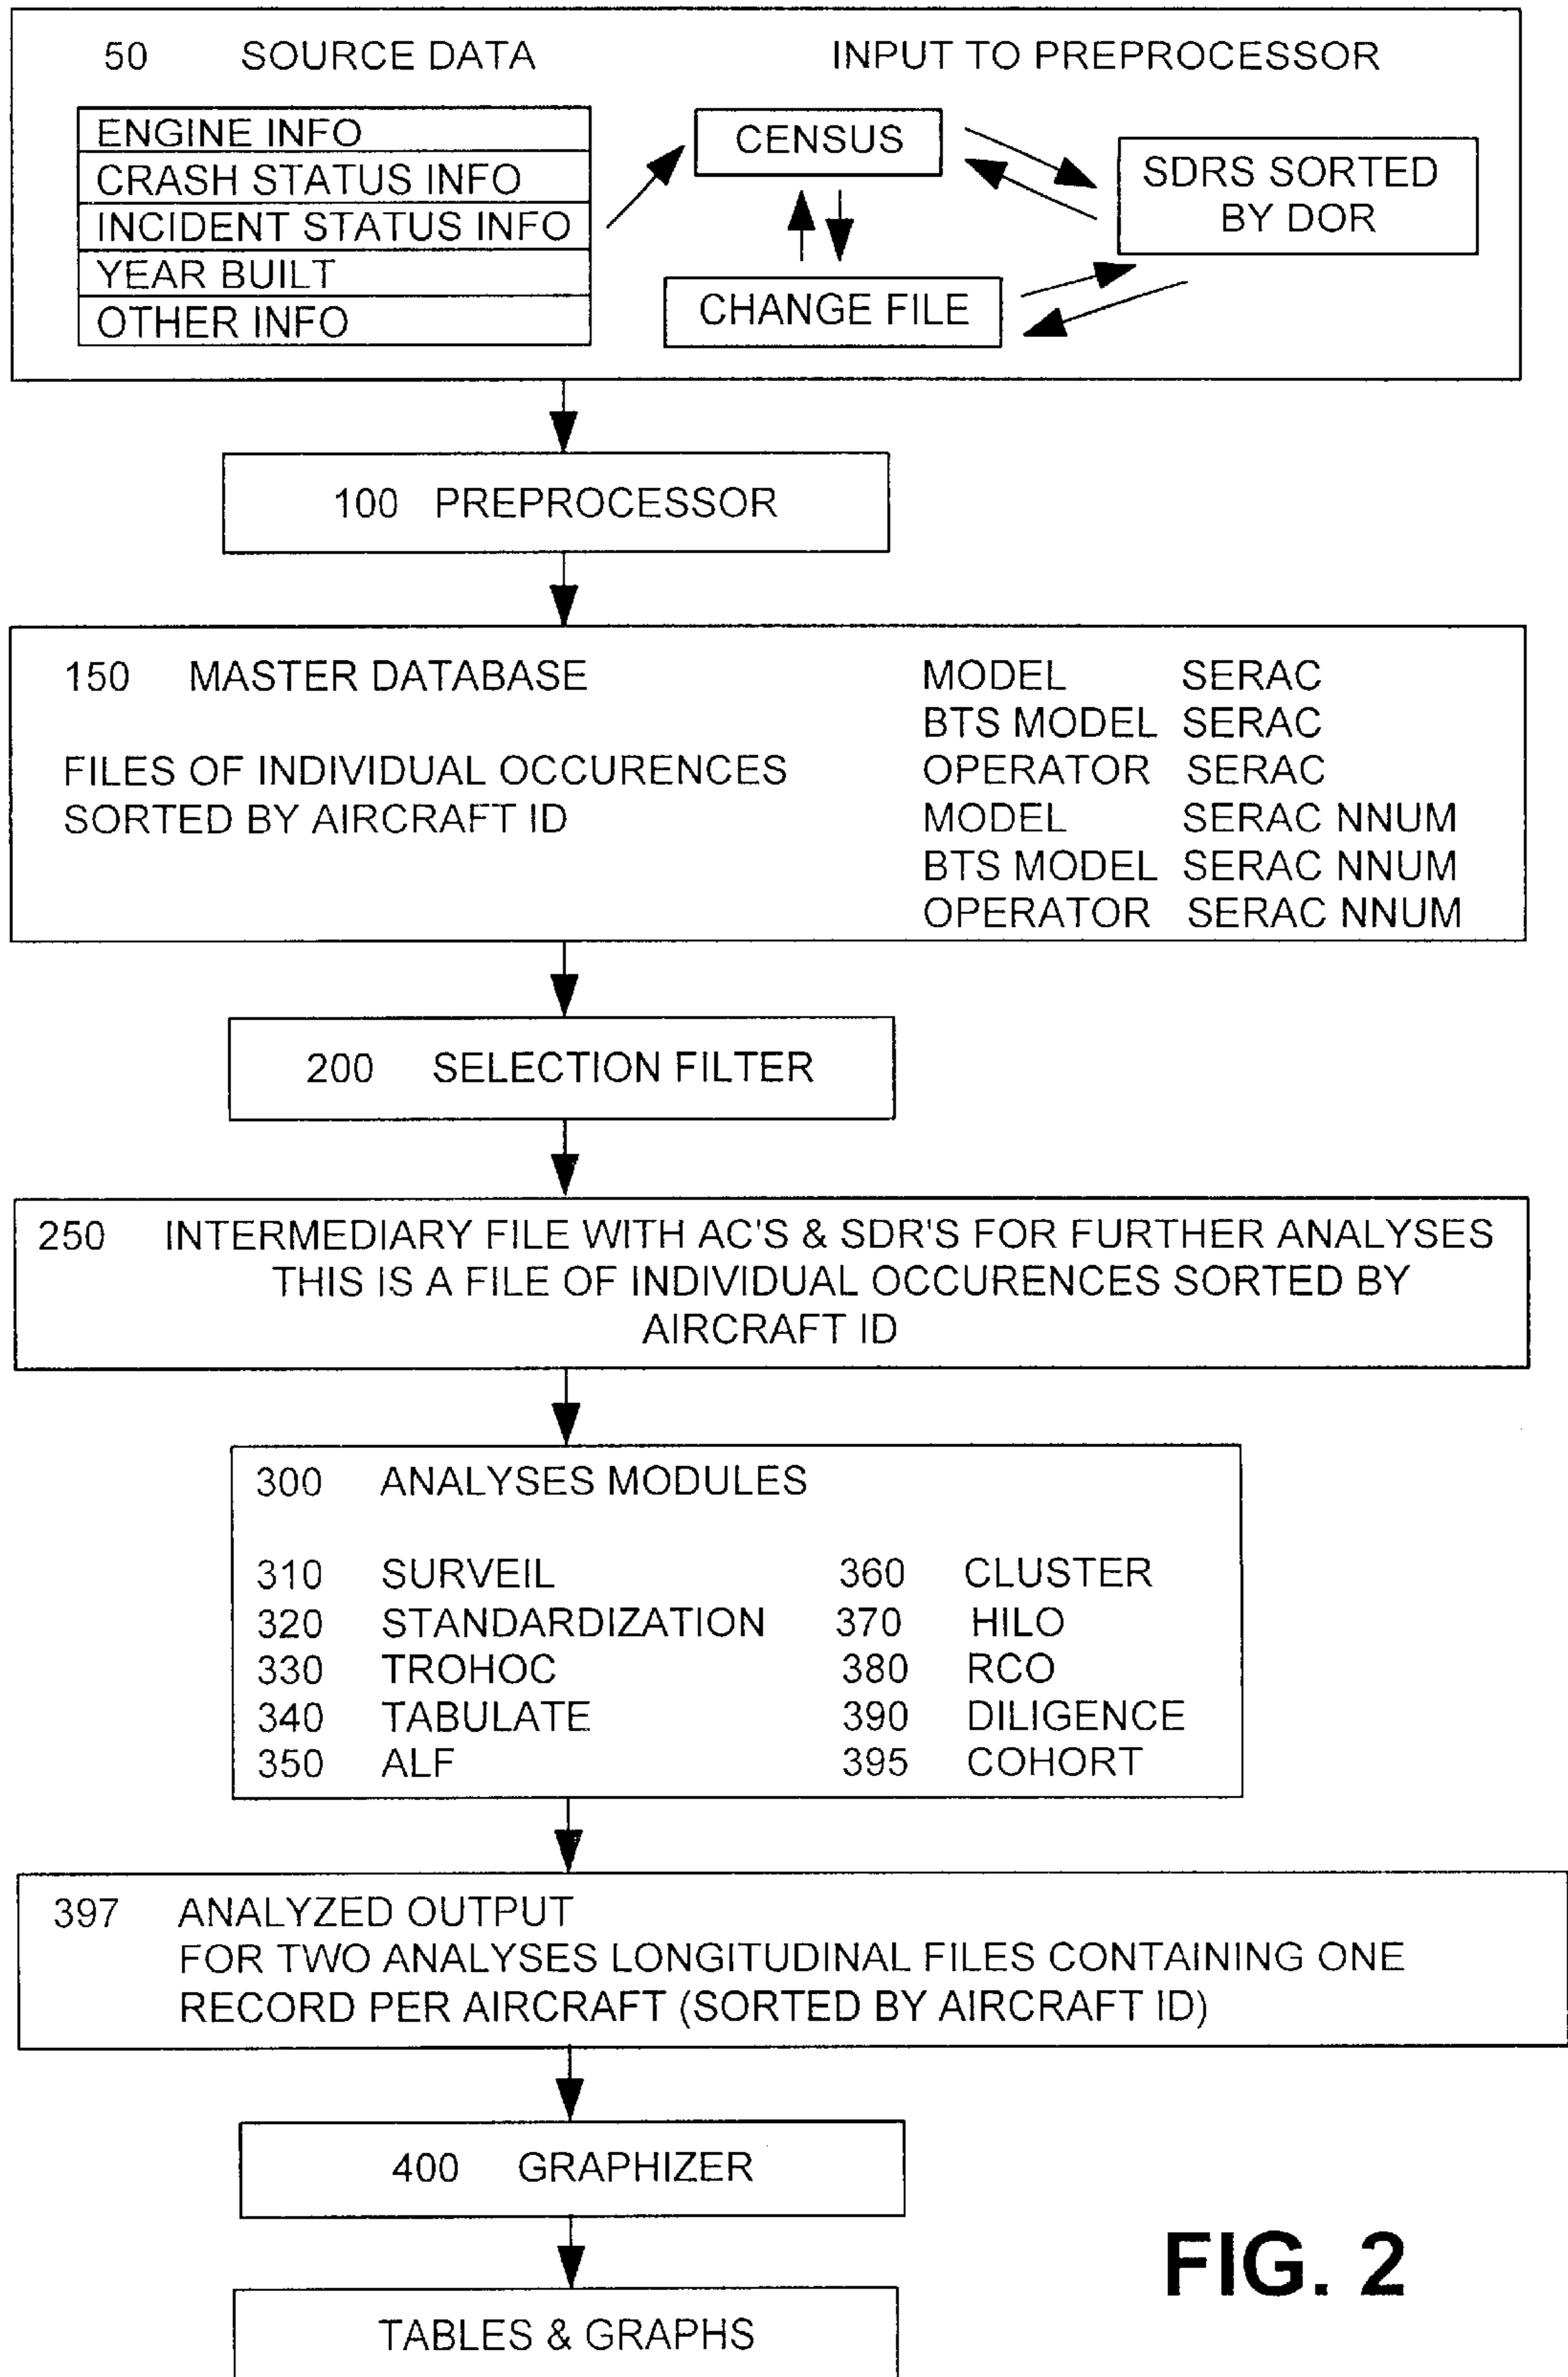 50 SOURCE DATA INPUT TO PREPROCESSOR
ENGINE INFO
CRASH STATUS INFO
INCIDENT STATUS INFO
YEAR BUILT
OTHER INFO
CENSUS
SDRS SORTED
BY DOR
CHANGE FILE
100 PREPROCESSOR
150 MASTER DATABASE
FILES OF INDIVIDUAL OCCURENCES
SORTED BY AIRCRAFT ID
MODEL SERAC
BTS MODEL SERAC
OPERATOR SERAC
MODEL SERAC NNUM
BTS MODEL SERAC NNUM
OPERATOR SERAC NNUM
200 SELECTION FILTER
250 INTERMEDIARY FILE WITH AC'S & SDR'S FOR FURTHER ANALYSES
THIS IS A FILE OF INDIVIDUAL OCCURENCES SORTED BY
AIRCRAFT ID
300 ANALYSES MODULES
310 SURVEIL 360 CLUSTER
320 STANDARDIZATION 370 HILO
330 TROHOC 380 RCO
340 TABULATE 390 DILIGENCE
350 ALF 395 COHORT
397 ANALYZED OUTPUT
FOR TWO ANALYSES LONGITUDINAL FILES CONTAINING ONE
RECORD PER AIRCRAFT (SORTED BY AIRCRAFT ID)
400 GRAPHIZER
TABLES & GRAPHS
FIG. 2